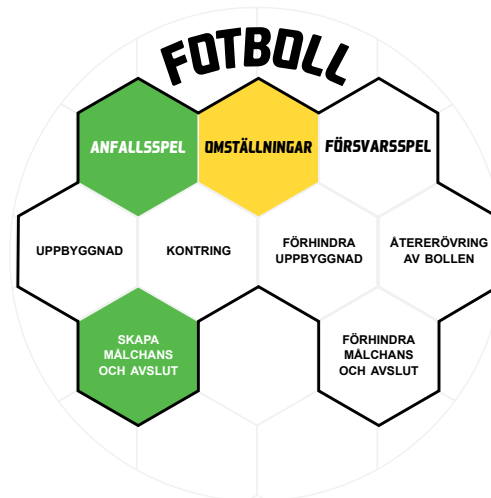 FOTBOLL
ANFALLSSPEL
OMSTÄLLNINGAR
FÖRSVARSSPEL
UPPBYGGNAD
KONTRING
FÖRHINDRA
UPPBYGGNAD
ÅTERERÖVRING
AV BOLLEN
SKAPA
MÅLCHANS
OCH AVSLUT
FÖRHINDRA
MÅLCHANS
OCH AVSLUT